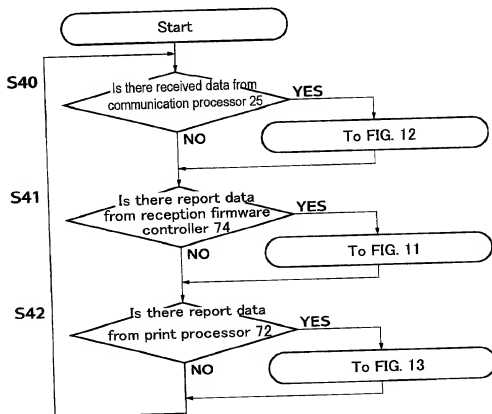 Start
S40
Is there received data from
communication processor 25
YES
NO
To FIG. 12
S41
Is there report data
from reception firmware
controller 74
YES
NO
To FIG. 11
S42
Is there report data
from print processor 72
YES
NO
To FIG. 13